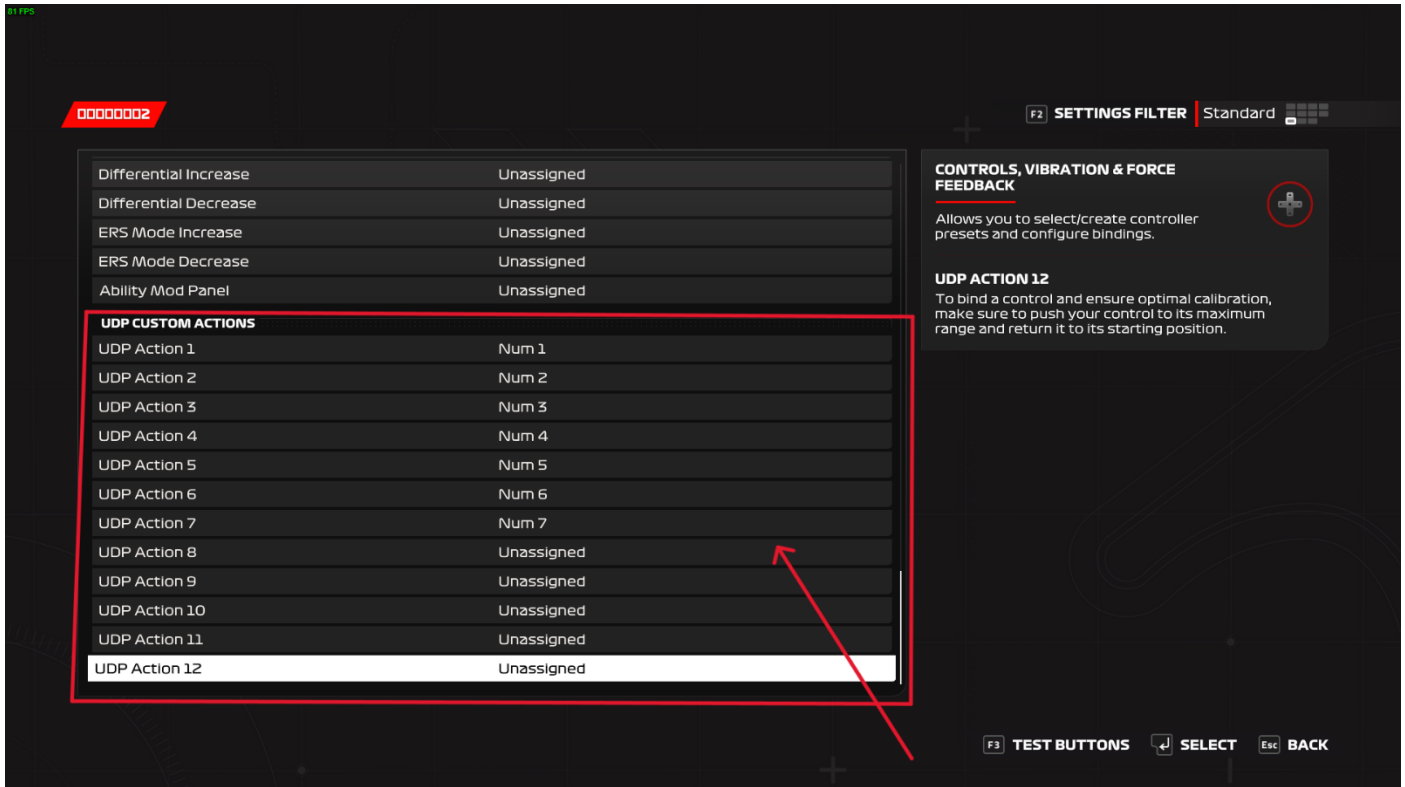 81 FPS
00000002
F2 SETTINGS FILTER Standard
Differential Increase Unassigned
Differential Decrease Unassigned
ERS Mode Increase Unassigned
ERS Mode Decrease Unassigned
Ability Mod Panel Unassigned
UDP CUSTOM ACTIONS
UDP Action 1 Num 1
UDP Action 2 Num 2
UDP Action 3 Num 3
UDP Action 4 Num 4
UDP Action 5 Num 5
UDP Action 6 Num 6
UDP Action 7 Num 7
UDP Action 8 Unassigned
UDP Action 9 Unassigned
UDP Action 10 Unassigned
UDP Action 11 Unassigned
UDP Action 12 Unassigned
CONTROLS, VIBRATION & FORCE
FEEDBACK
Allows you to select/create controller
presets and configure bindings.
UDP ACTION 12
To bind a control and ensure optimal calibration,
make sure to push your control to its maximum
range and return it to its starting position.
F3 TEST BUTTONS SELECT Esc BACK